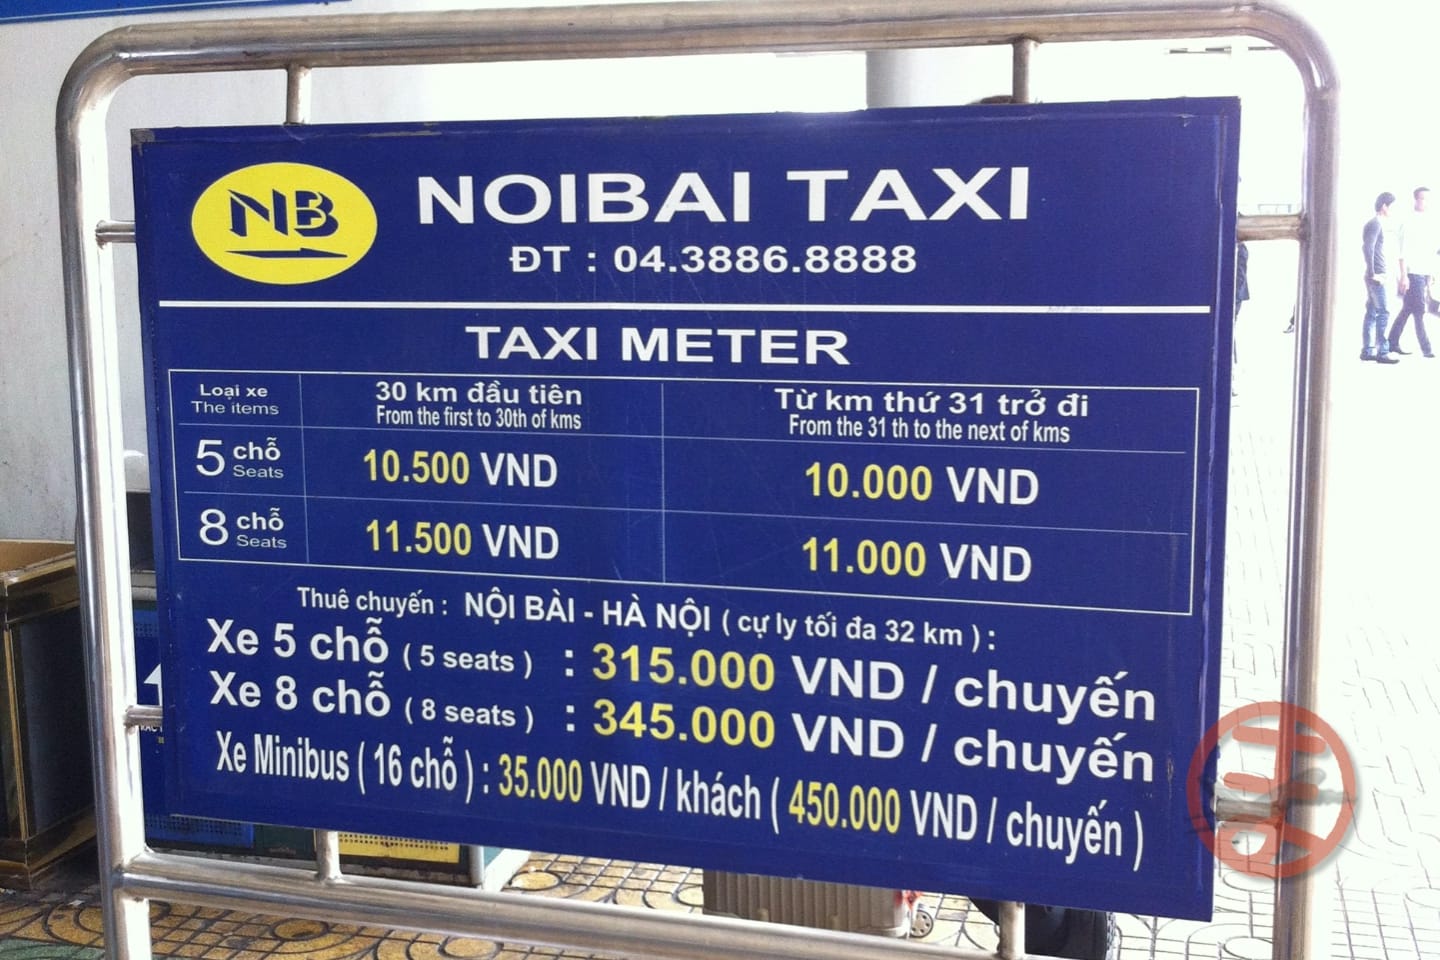 NB
NOIBAI TAXI
ĐT : 04.3886.8888
TAXI METER
Loại xe
The items
30 km đầu tiên
From the first to 30th of kms
Từ km thứ 31 trở đi
From the 31 th to the next of kms
5 chỗ
Seats
10.500 VND
10.000 VND
8 chỗ
Seats
11.500 VND
11.000 VND
Thuê chuyến : NỘI BÀI - HÀ NỘI ( cự ly tối đa 32 km ) :
Xe 5 chỗ ( 5 seats ) : 315.000 VND / chuyến
Xe 8 chỗ ( 8 seats ) : 345.000 VND / chuyến
Xe Minibus ( 16 chỗ ) : 35.000 VND / khách ( 450.000 VND / chuyến )